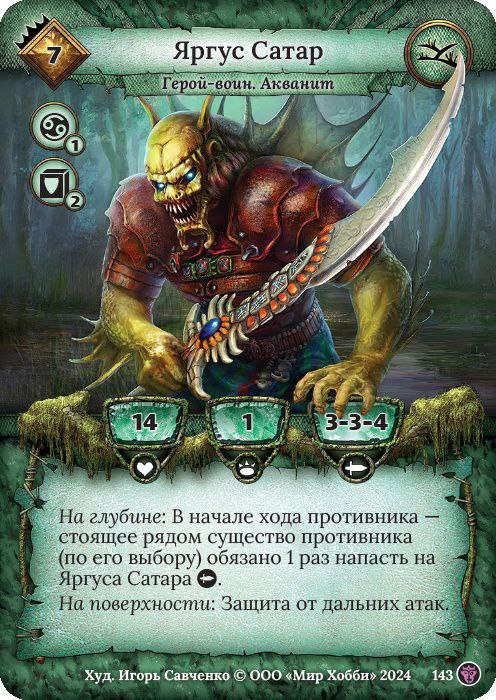 7
Яргус Сатар
Герой-воин. Акванит
1
2
14
1
3-3-4
На глубине: В начале хода противника —
стоящее рядом существо противника
(по его выбору) обязано 1 раз напасть на
Яргуса Сатара .
На поверхности: Защита от дальних атак.
Худ. Игорь Савченко © ООО «Мир Хобби» 2024
143